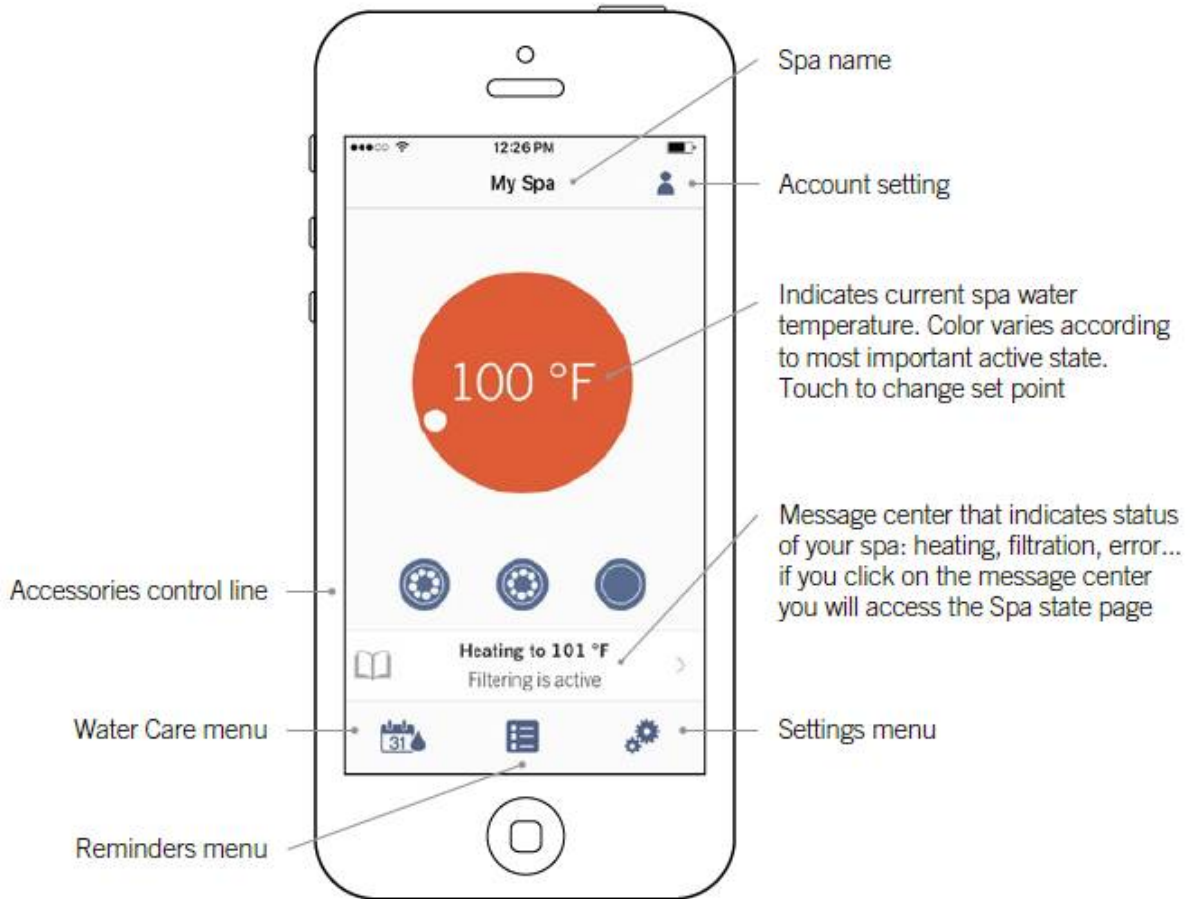 Spa name
12:26 PM
My Spa
Account setting
Indicates current spa water
temperature. Color varies according
to most important active state.
Touch to change set point
100 °F
Message center that indicates status
of your spa: heating, filtration, error...
if you click on the message center
you will access the Spa state page
Accessories control line
Heating to 101 °F
Filtering is active
Water Care menu
31
Settings menu
Reminders menu